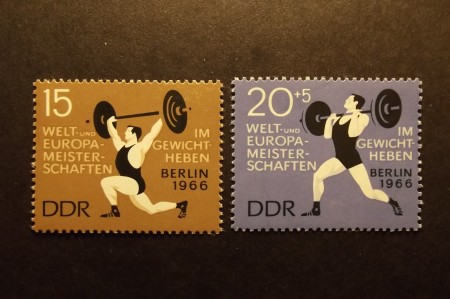 15
WELT- UND
EUROPA-
MEISTER-
SCHAFTEN
IM
GEWICHT-
HEBEN
BERLIN
1966
DDR
20+5
WELT- UND
EUROPA-
MEISTER-
SCHAFTEN
IM
GEWICHT-
HEBEN
BERLIN
1966
DDR